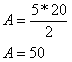 A = 5 * 20 / 2
A = 50